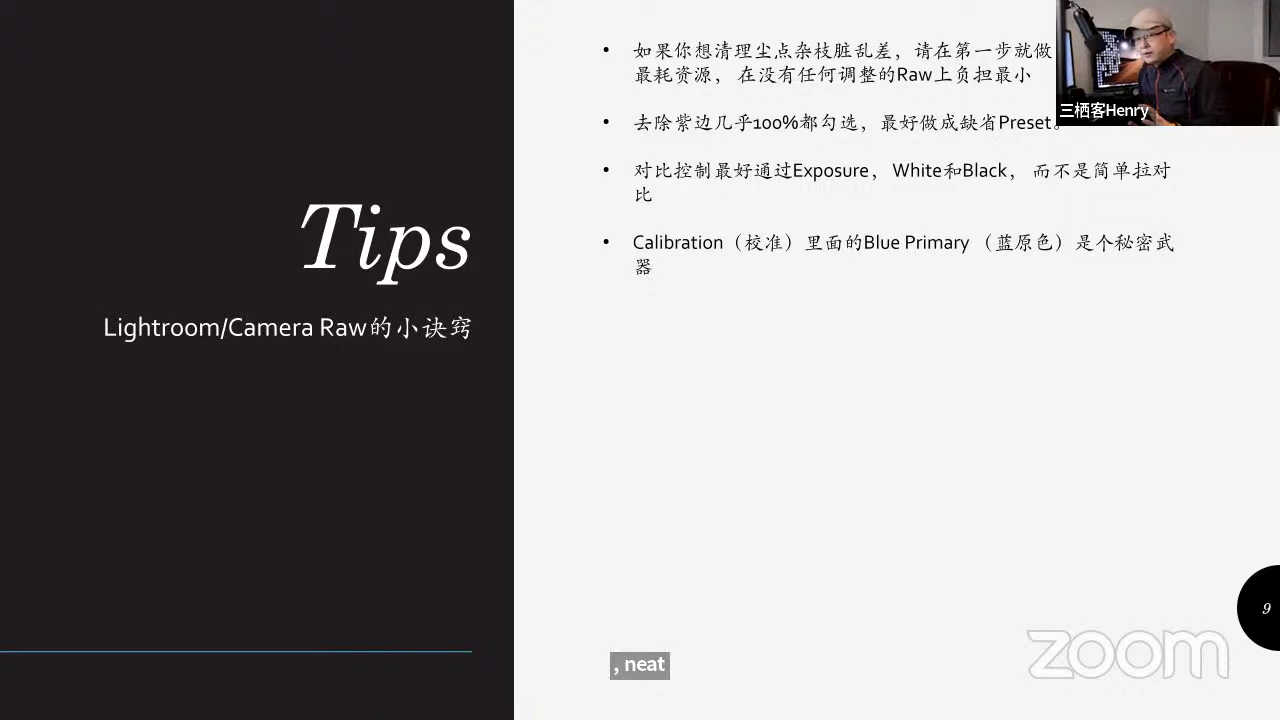 Tips
Lightroom/Camera Raw的小诀窍
• 如果你想清理尘点杂枝脏乱差，请在第一步就做
最耗资源， 在没有任何调整的Raw上负担最小
• 去除紫边几乎100%都勾选，最好做成缺省Preset。
• 对比控制最好通过Exposure， White和Black， 而不是简单拉对
比
• Calibration（校准）里面的Blue Primary （蓝原色）是个秘密武
器
三栖客Henry
9
, neat
zoom